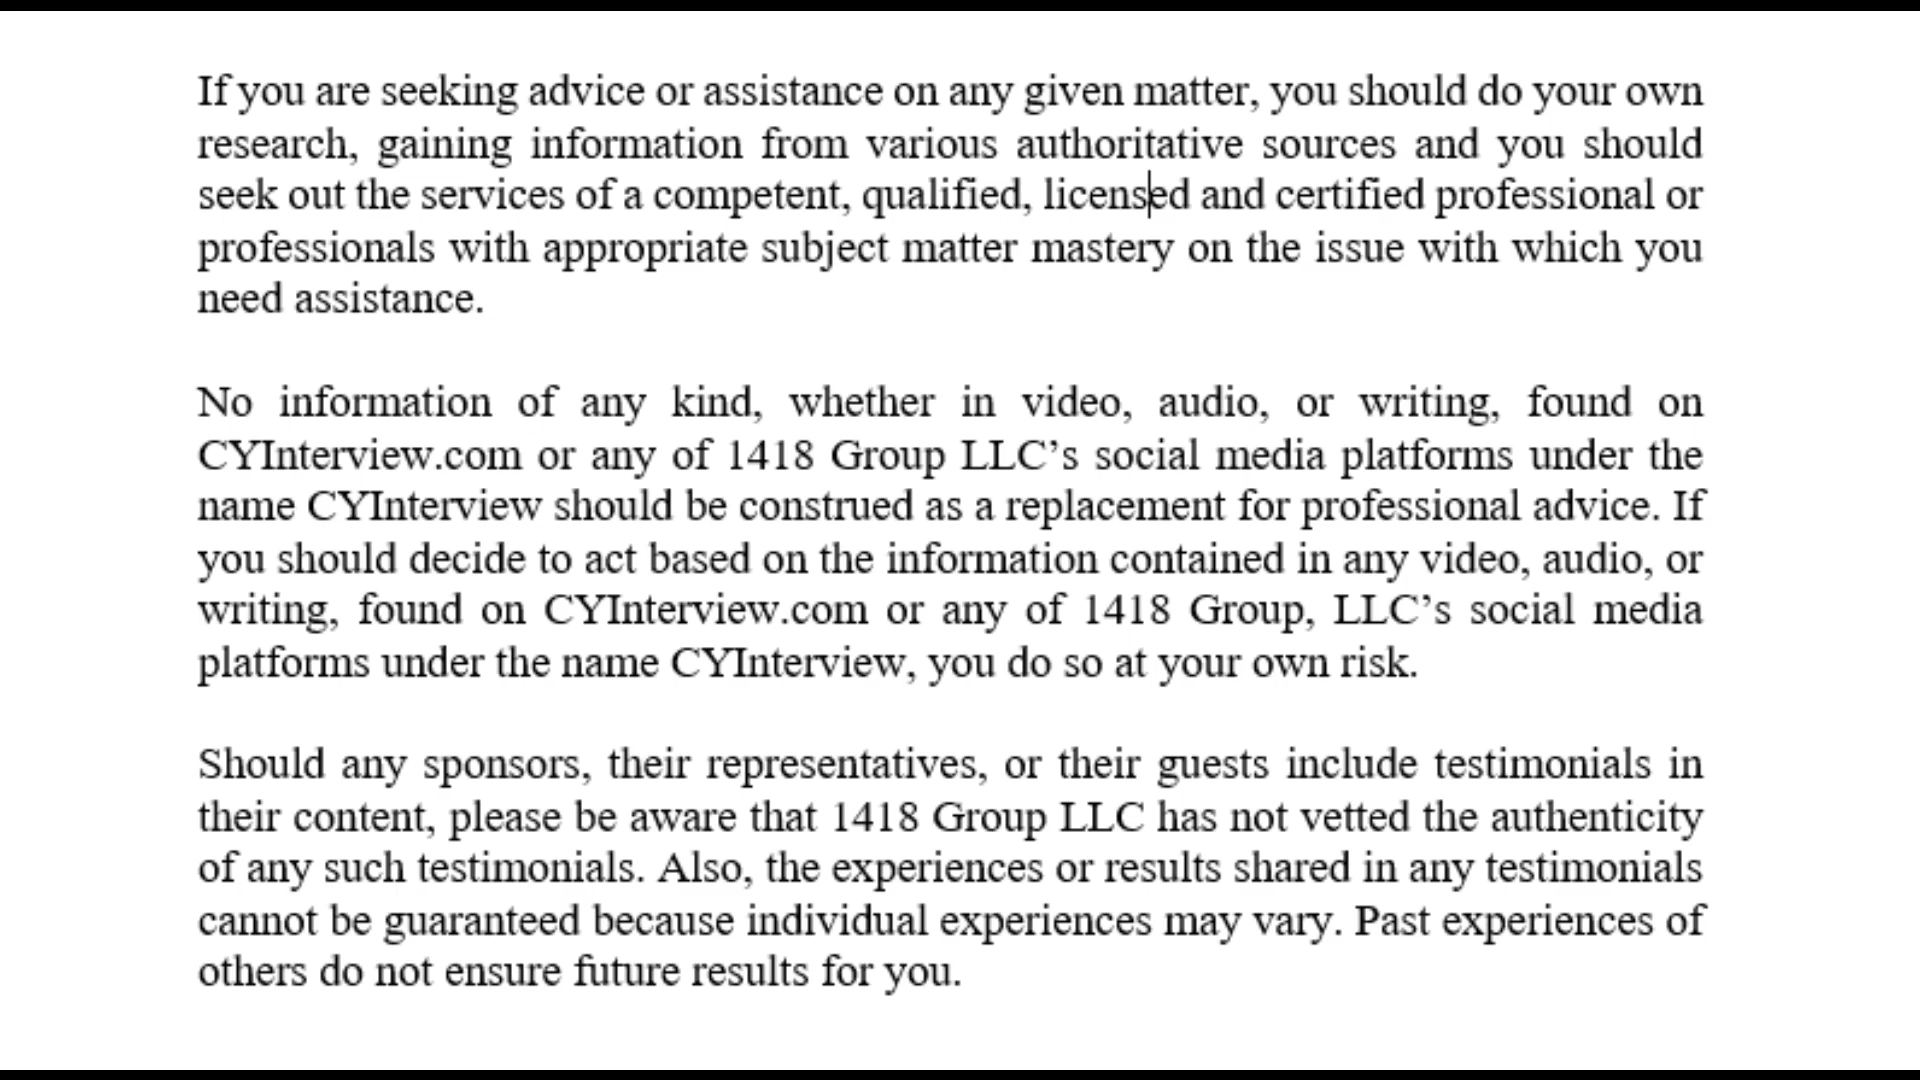 If you are seeking advice or assistance on any given matter, you should do your own
research, gaining information from various authoritative sources and you should
seek out the services of a competent, qualified, licensed and certified professional or
professionals with appropriate subject matter mastery on the issue with which you
need assistance.
No information of any kind, whether in video, audio, or writing, found on
CYInterview.com or any of 1418 Group LLC’s social media platforms under the
name CYInterview should be construed as a replacement for professional advice. If
you should decide to act based on the information contained in any video, audio, or
writing, found on CYInterview.com or any of 1418 Group, LLC’s social media
platforms under the name CYInterview, you do so at your own risk.
Should any sponsors, their representatives, or their guests include testimonials in
their content, please be aware that 1418 Group LLC has not vetted the authenticity
of any such testimonials. Also, the experiences or results shared in any testimonials
cannot be guaranteed because individual experiences may vary. Past experiences of
others do not ensure future results for you.